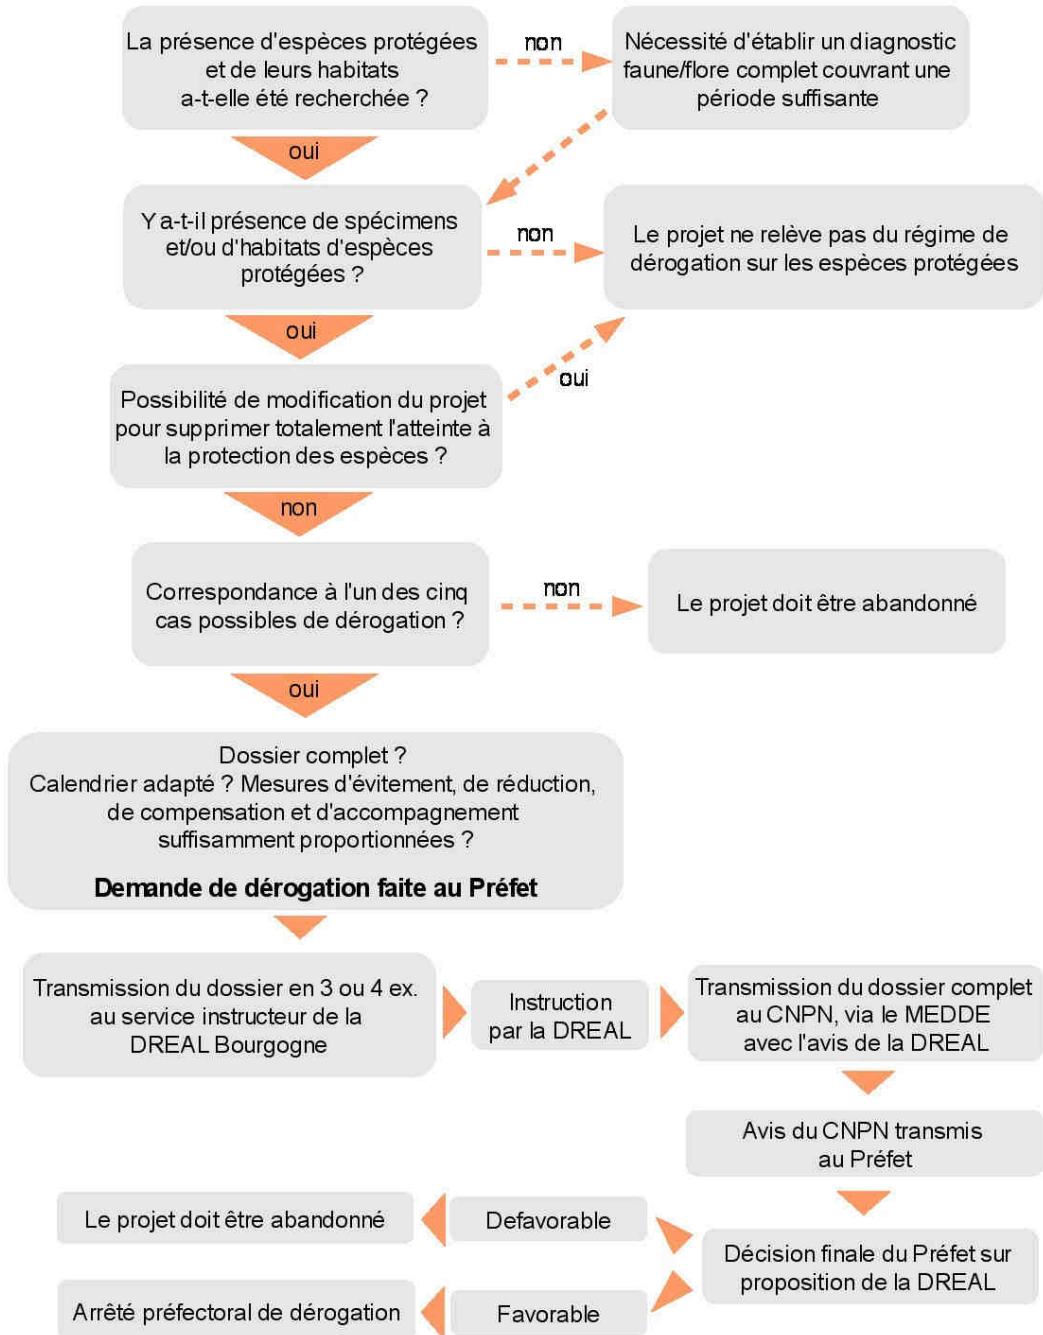 La présence d'espèces protégées
et de leurs habitats
a-t-elle été recherchée ?
non
Nécessité d'établir un diagnostic
faune/flore complet couvrant une
période suffisante
oui
Y a-t-il présence de spécimens
et/ou d'habitats d'espèces
protégées ?
non
Le projet ne relève pas du régime de
dérogation sur les espèces protégées
oui
oui
Possibilité de modification du projet
pour supprimer totalement l'atteinte à
la protection des espèces ?
non
Correspondance à l'un des cinq
cas possibles de dérogation ?
non
Le projet doit être abandonné
oui
Dossier complet ?
Calendrier adapté ? Mesures d'évitement, de réduction,
de compensation et d'accompagnement
suffisamment proportionnées ?
Demande de dérogation faite au Préfet
Transmission du dossier en 3 ou 4 ex.
au service instructeur de la
DREAL Bourgogne
Instruction
par la DREAL
Transmission du dossier complet
au CNPN, via le MEDDE
avec l'avis de la DREAL
Avis du CNPN transmis
au Préfet
Décision finale du Préfet sur
proposition de la DREAL
Defavorable
Le projet doit être abandonné
Favorable
Arrêté préfectoral de dérogation